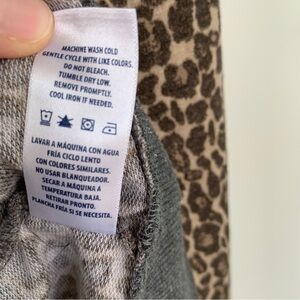 MACHINE WASH COLD
GENTLE CYCLE WITH LIKE COLORS.
DO NOT BLEACH.
TUMBLE DRY LOW.
REMOVE PROMPTLY.
COOL IRON IF NEEDED.
LAVAR A MÁQUINA CON AGUA
FRÍA CICLO LENTO
CON COLORES SIMILARES.
NO USAR BLANQUEADOR.
SECAR A MÁQUINA A
TEMPERATURA BAJA.
RETIRAR PRONTO.
PLANCHA FRÍA SI SE NECESITA.